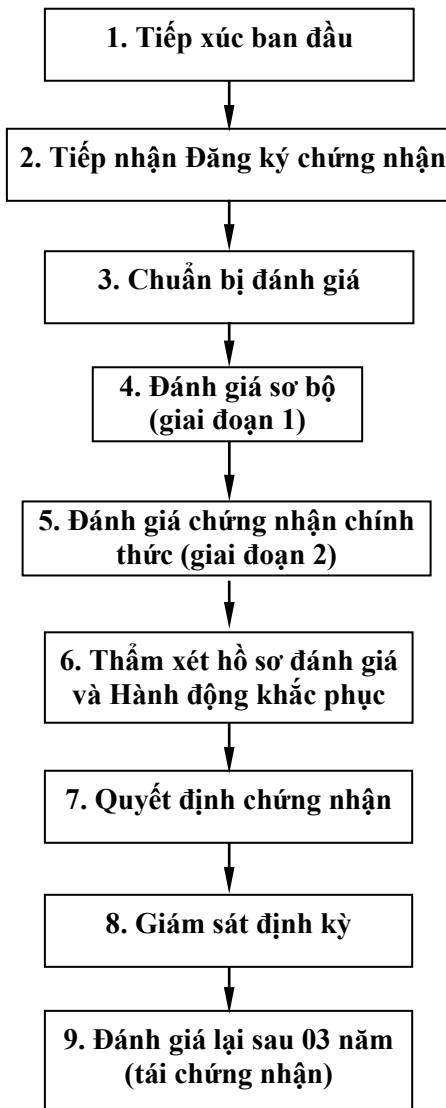 1. Tiếp xúc ban đầu
2. Tiếp nhận Đăng ký chứng nhận
3. Chuẩn bị đánh giá
4. Đánh giá sơ bộ
(giai đoạn 1)
5. Đánh giá chứng nhận chính
thức (giai đoạn 2)
6. Thẩm xét hồ sơ đánh giá
và Hành động khắc phục
7. Quyết định chứng nhận
8. Giám sát định kỳ
9. Đánh giá lại sau 03 năm
(tái chứng nhận)